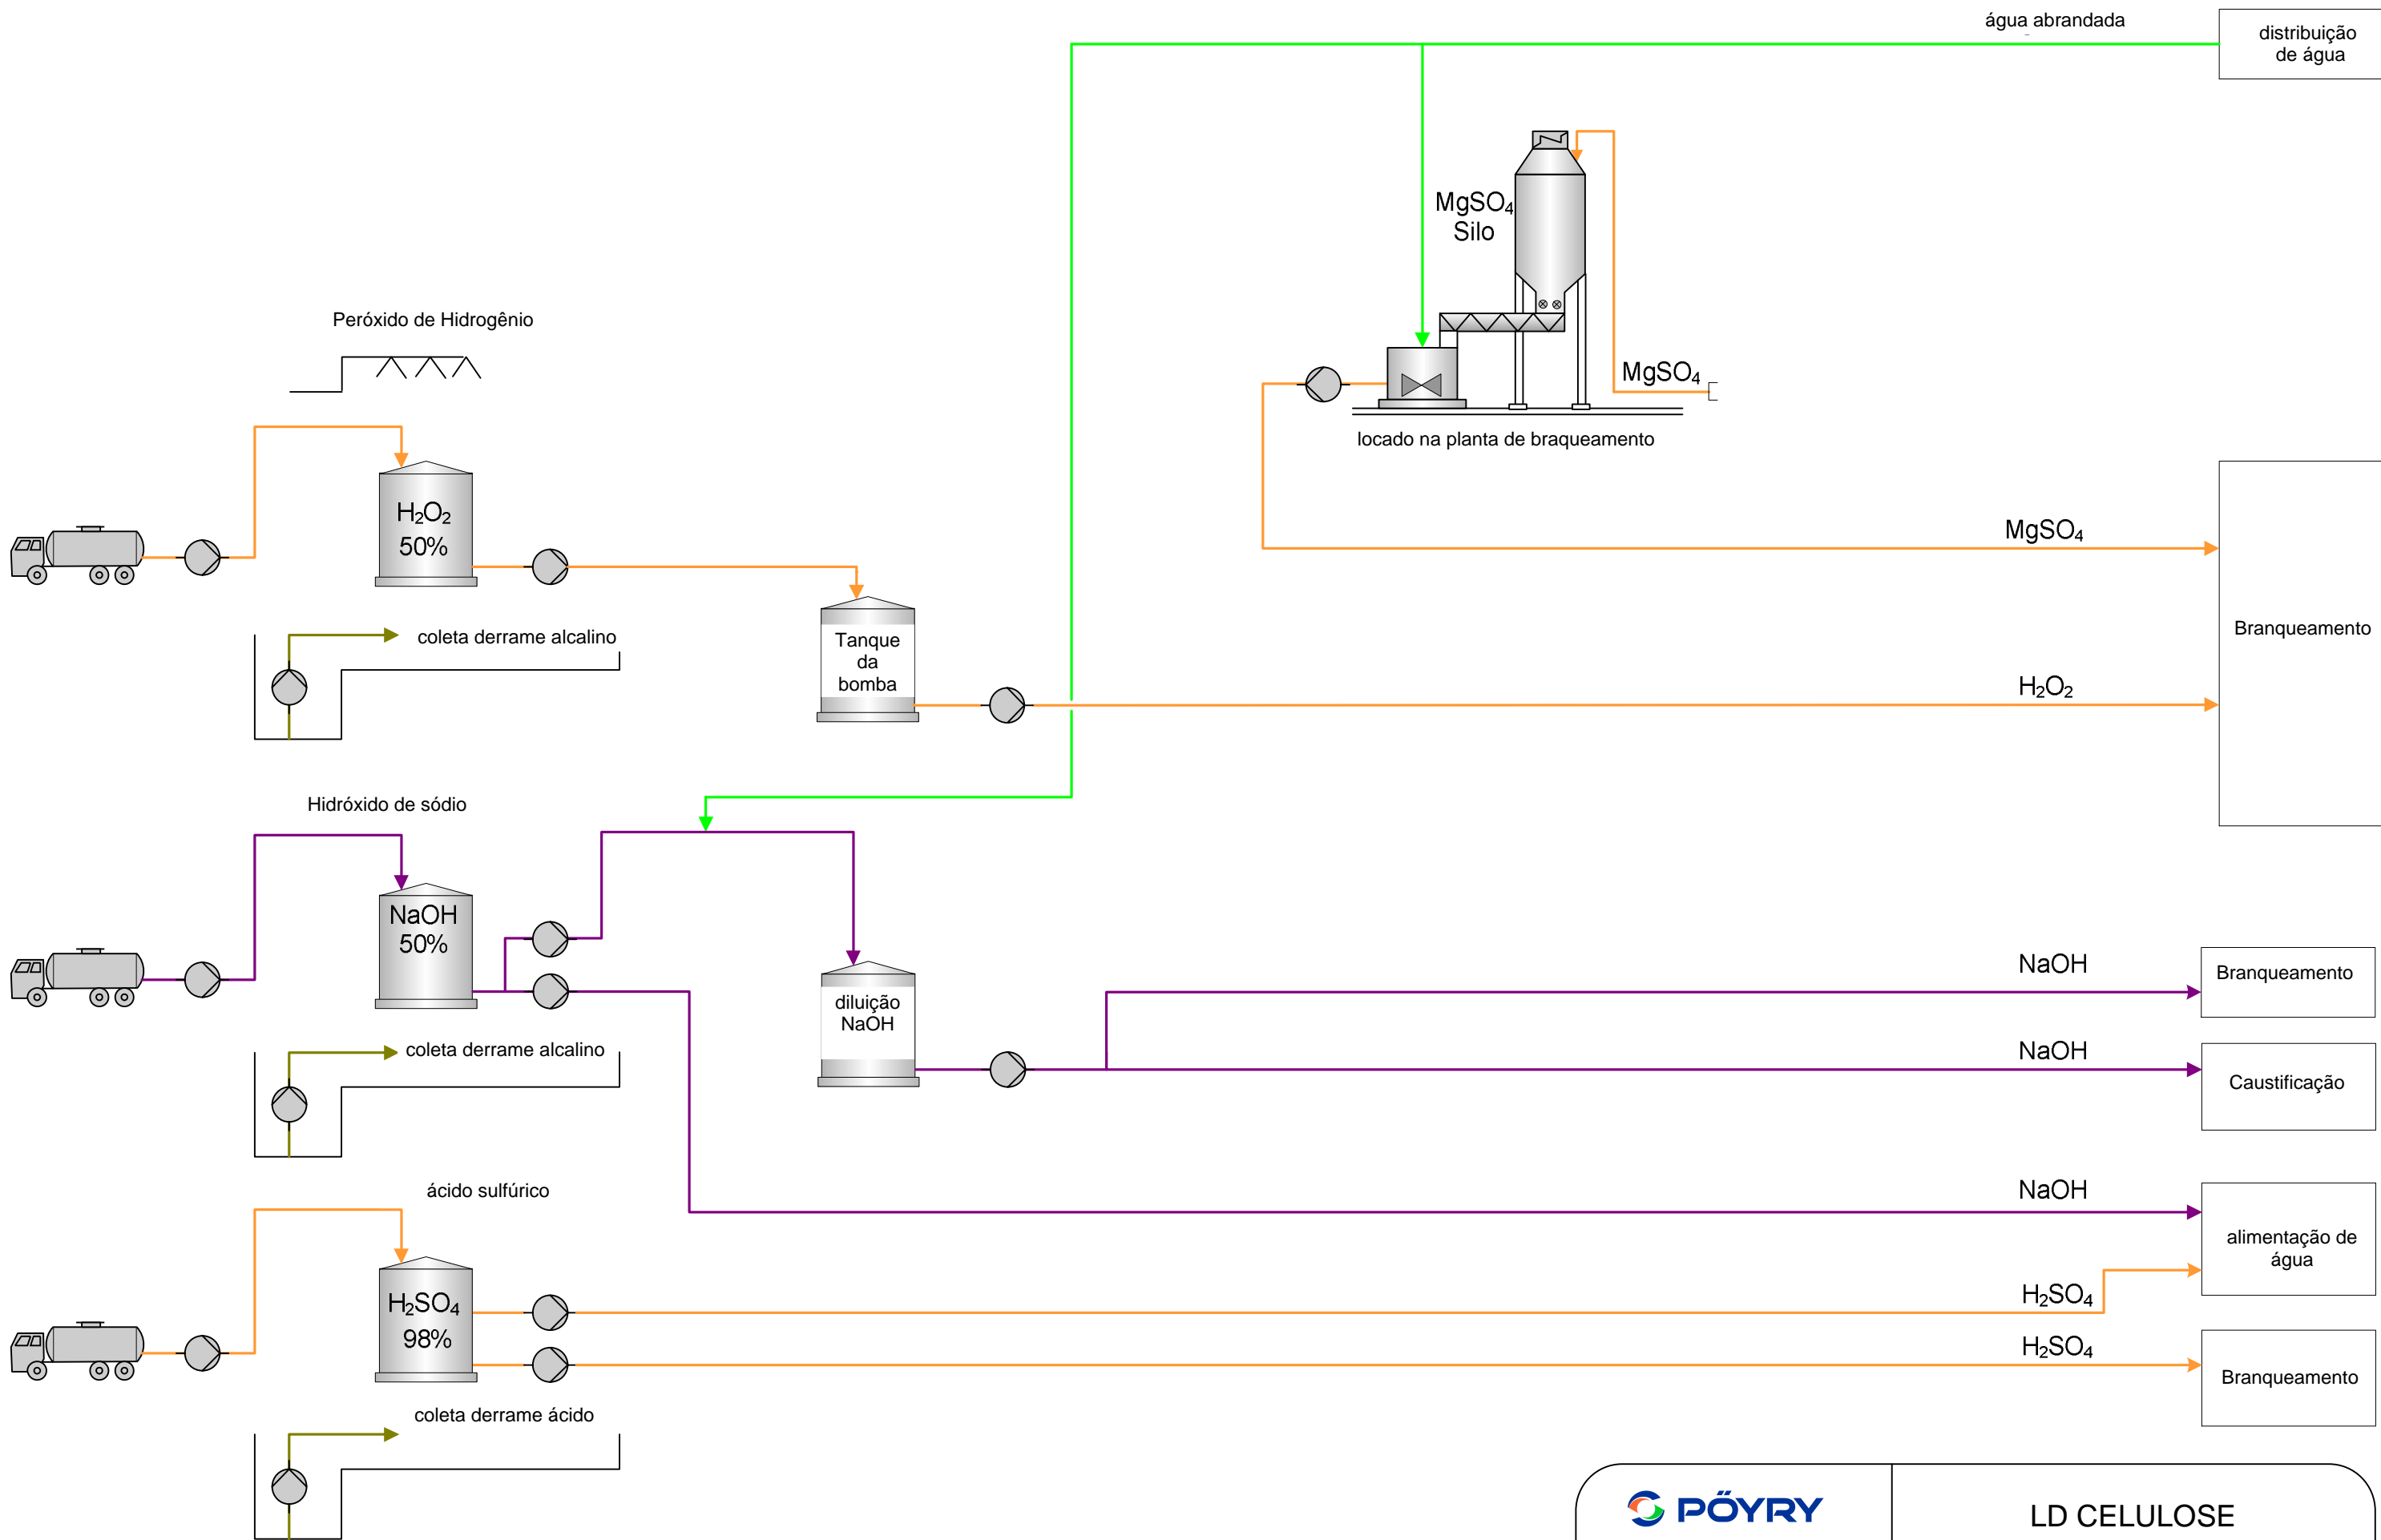 água abrandada
distribuição
de água
MgSO₄
Silo
Peróxido de Hidrogênio
MgSO₄
locado na planta de braqueamento
H₂O₂
50%
MgSO₄
coleta derrame alcalino
Tanque
da
bomba
Branqueamento
H₂O₂
Hidróxido de sódio
NaOH
50%
NaOH
Branqueamento
diluição
NaOH
coleta derrame alcalino
NaOH
Caustificação
ácido sulfúrico
NaOH
alimentação de
água
H₂SO₄
98%
H₂SO₄
H₂SO₄
Branqueamento
coleta derrame ácido
PÖYRY
LD CELULOSE